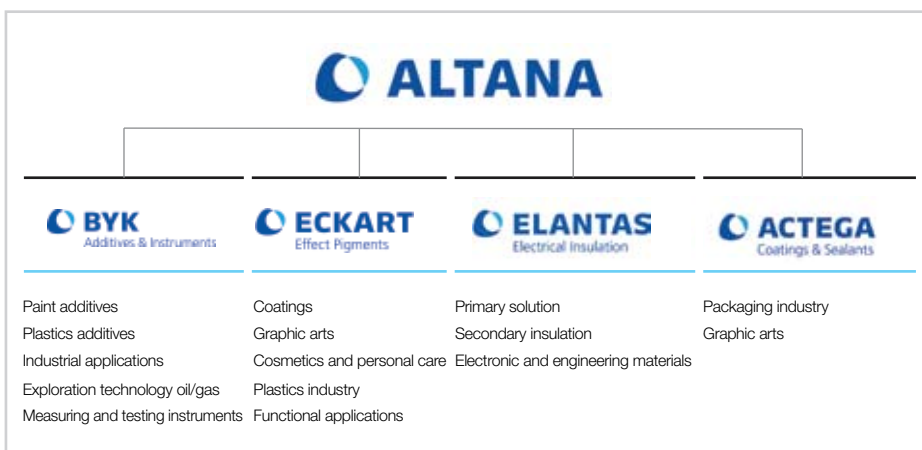 ALTANA
BYK
Additives & Instruments
ECKART
Effect Pigments
ELANTAS
Electrical Insulation
ACTEGA
Coatings & Sealants
Paint additives
Plastics additives
Industrial applications
Exploration technology oil/gas
Measuring and testing instruments
Coatings
Graphic arts
Cosmetics and personal care
Plastics industry
Functional applications
Primary solution
Secondary insulation
Electronic and engineering materials
Packaging industry
Graphic arts